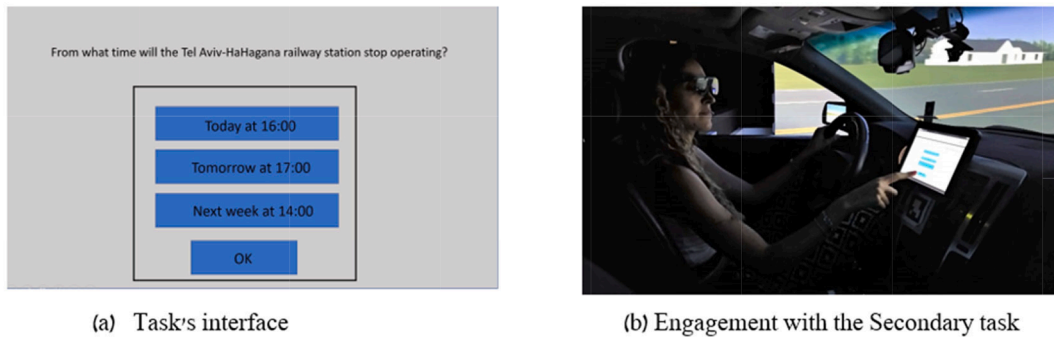 From what time will the Tel Aviv-HaHagana railway station stop operating?
Today at 16:00
Tomorrow at 17:00
Next week at 14:00
OK
(a) Task's interface
(b) Engagement with the Secondary task